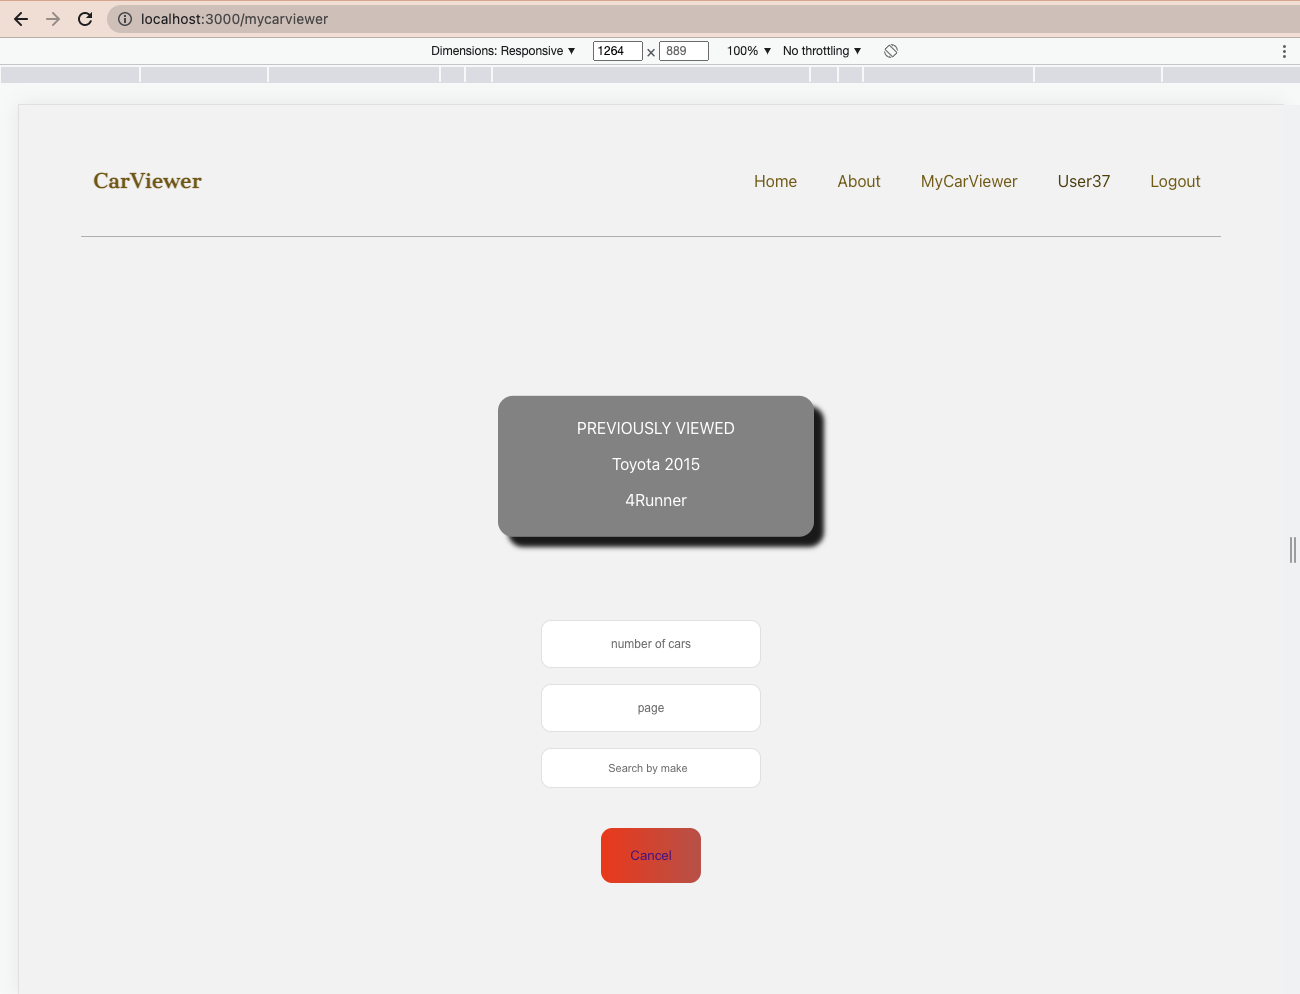 localhost:3000/mycarviewer
Dimensions: Responsive ▼ 1264 × 889 100% ▼ No throttling ▼
CarViewer Home About MyCarViewer User37 Logout
PREVIOUSLY VIEWED
Toyota 2015
4Runner
number of cars
page
Search by make
Cancel